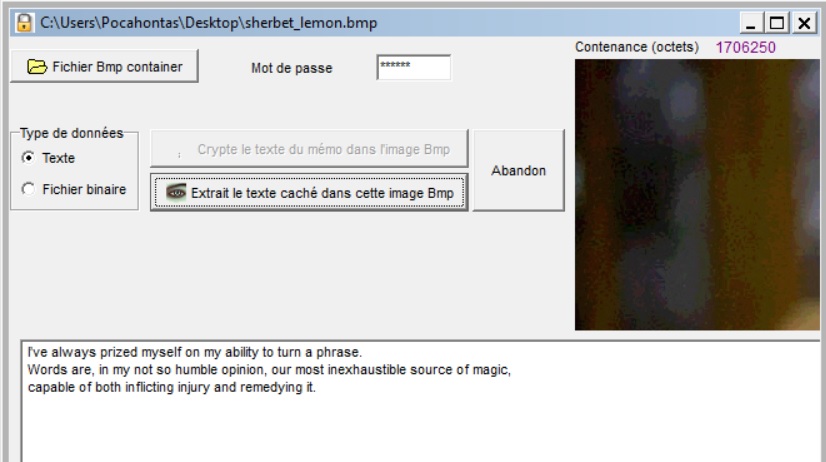 C:\Users\Pocahontas\Desktop\sherbet_lemon.bmp
Contenance (octets) 1706250
Fichier Bmp container
Mot de passe
******
Type de données
Texte
Fichier binaire
Crypte le texte du mémo dans l'image Bmp
Extrait le texte caché dans cette image Bmp
Abandon
I've always prized myself on my ability to turn a phrase.
Words are, in my not so humble opinion, our most inexhaustible source of magic,
capable of both inflicting injury and remedying it.